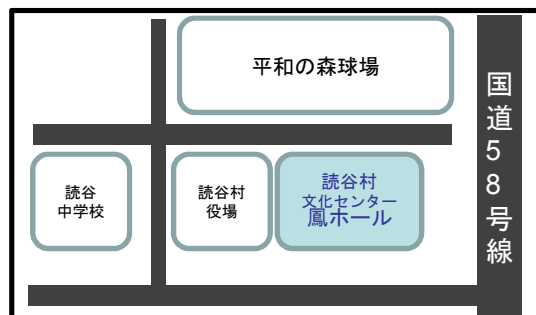 平和の森球場
国道58号線
読谷
中学校
読谷村
役場
読谷村
文化センター
鳳ホール